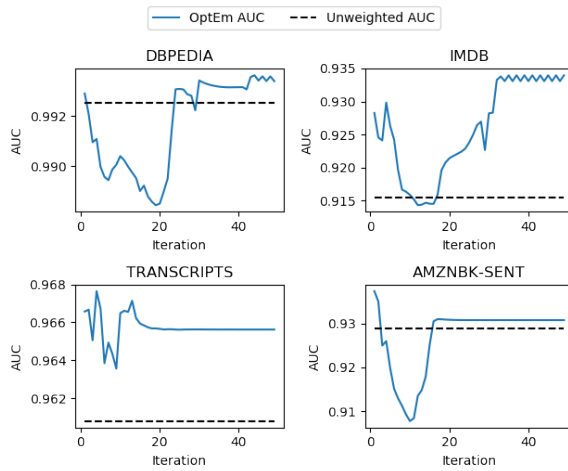 OptEm AUC
Unweighted AUC
DBPEDIA
AUC
0.992
0.990
0
20
40
Iteration
IMDB
AUC
0.935
0.930
0.925
0.920
0.915
0
20
40
Iteration
TRANSCRIPTS
AUC
0.968
0.966
0.964
0.962
0
20
40
Iteration
AMZNBK-SENT
AUC
0.93
0.92
0.91
0
20
40
Iteration